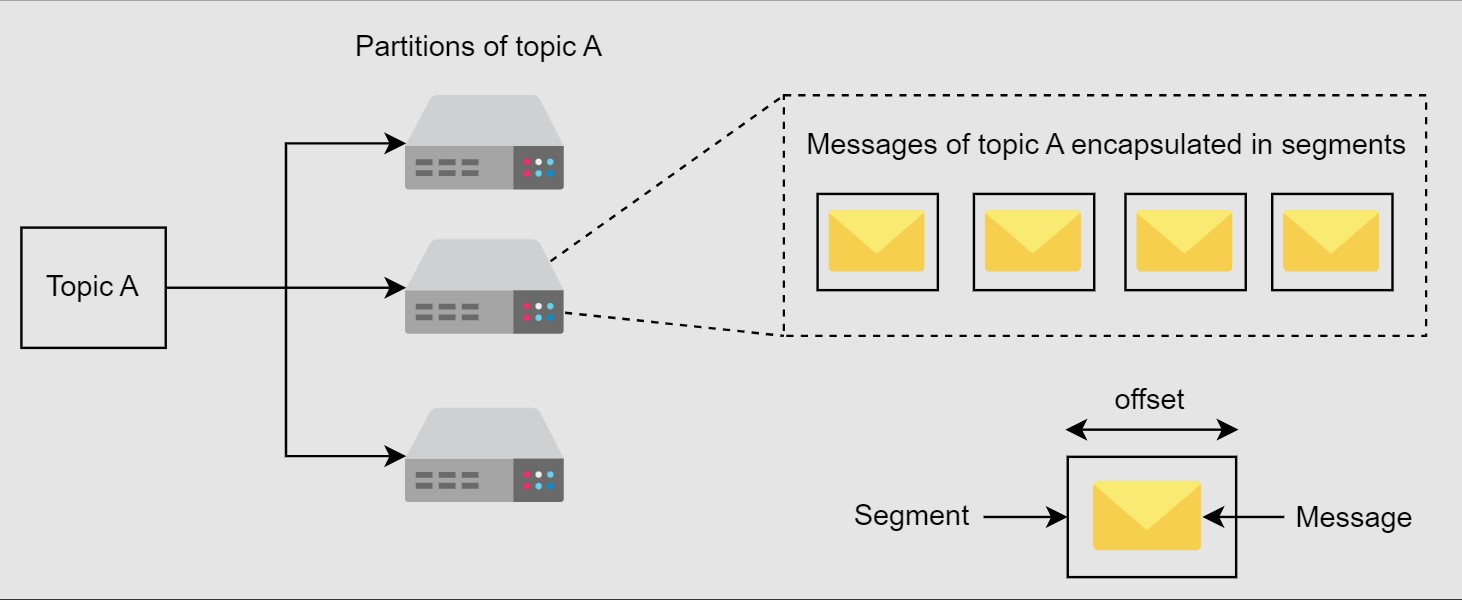 Partitions of topic A
Messages of topic A encapsulated in segments
Topic A
offset
Segment
Message